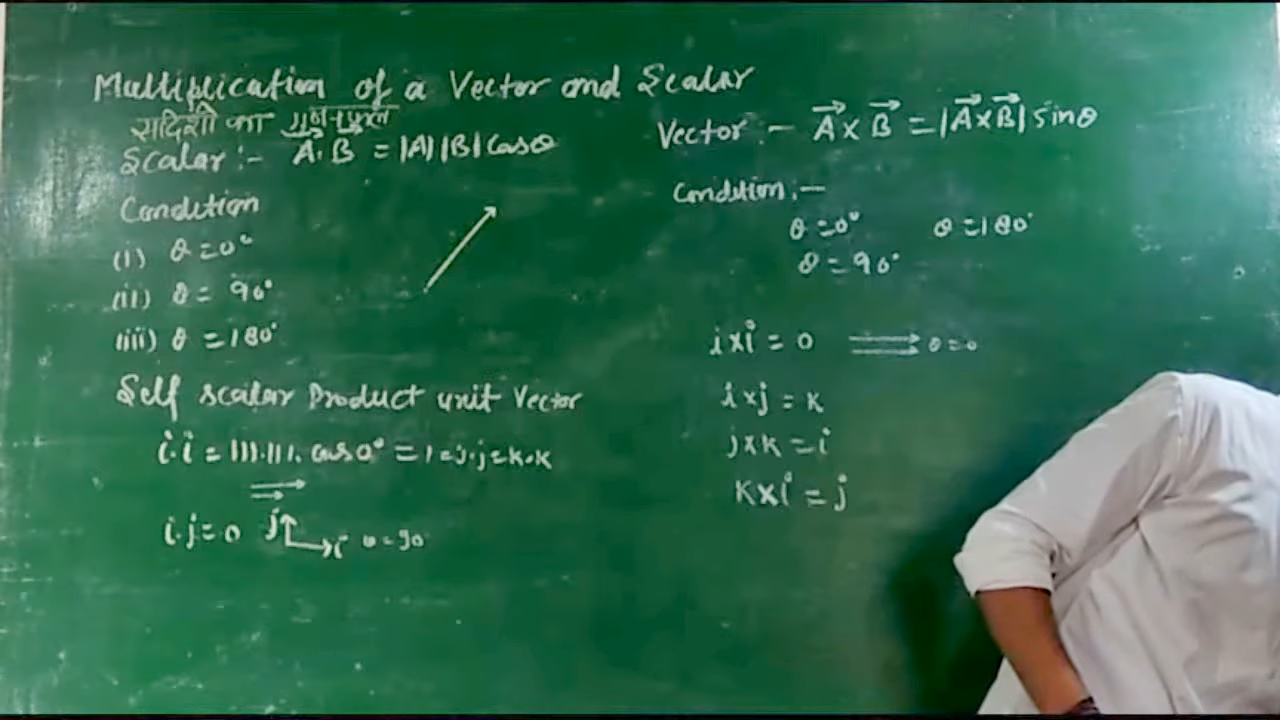 Multiplication of a Vector and Scalar
सदिशो का गुणनफल
Scalar :- A⃗. B⃗ = |A| |B| cosθ
Condition
(i) θ = 0°
(ii) θ = 90°
(iii) θ = 180°
Self scalar Product unit Vector
i.i = |1|.|1|. cos0° = 1 = j.j = k.k
i.j = 0 j i θ = 90
Vector :- A⃗ x B⃗ = |A⃗ x B⃗| sinθ
Condition :-
θ = 0° θ = 180°
θ = 90°
i x i = 0 θ = 0
i x j = k
j x k = i
k x i = j